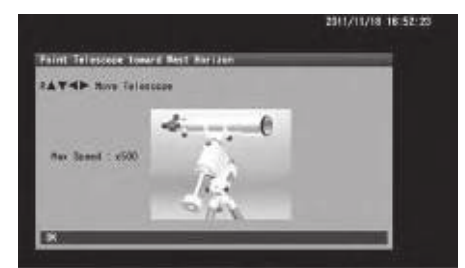 2011/11/18 16:52:23
Point Telescope toward West Horizon
▲▼◀▶ Move Telescope
Max Speed : x500
OK